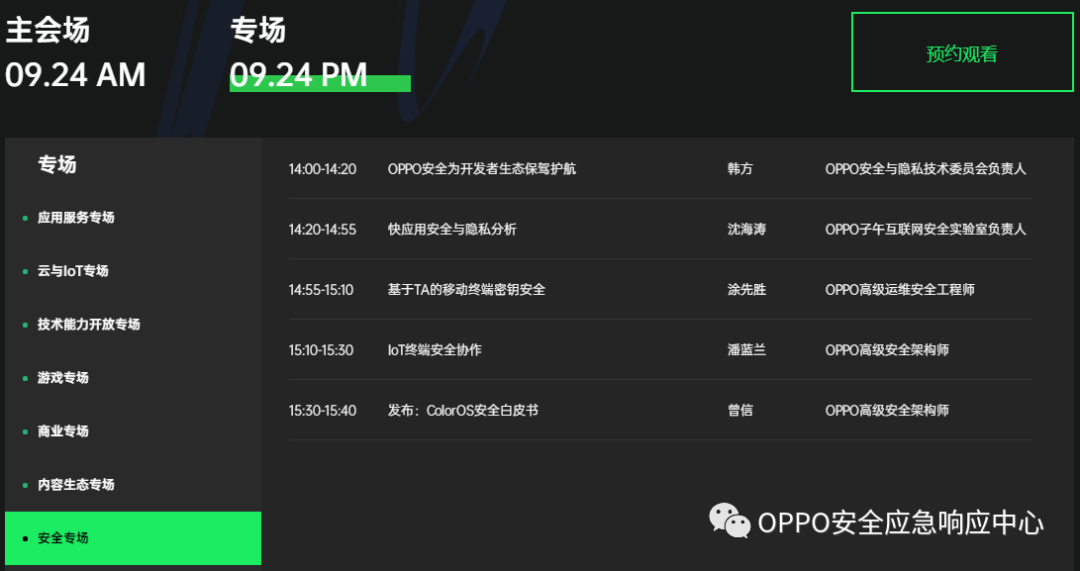 主会场
09.24 AM
专场
09.24 PM
预约观看
专场
应用服务专场
云与IoT专场
技术能力开放专场
游戏专场
商业专场
内容生态专场
安全专场
14:00-14:20 OPPO安全为开发者生态保驾护航 韩方 OPPO安全与隐私技术委员会负责人
14:20-14:55 快应用安全与隐私分析 沈海涛 OPPO子午互联网安全实验室负责人
14:55-15:10 基于TA的移动终端密钥安全 涂先胜 OPPO高级运维安全工程师
15:10-15:30 IoT终端安全协作 潘蓝兰 OPPO高级安全架构师
15:30-15:40 发布：ColorOS安全白皮书 曾信 OPPO高级安全架构师
OPPO安全应急响应中心